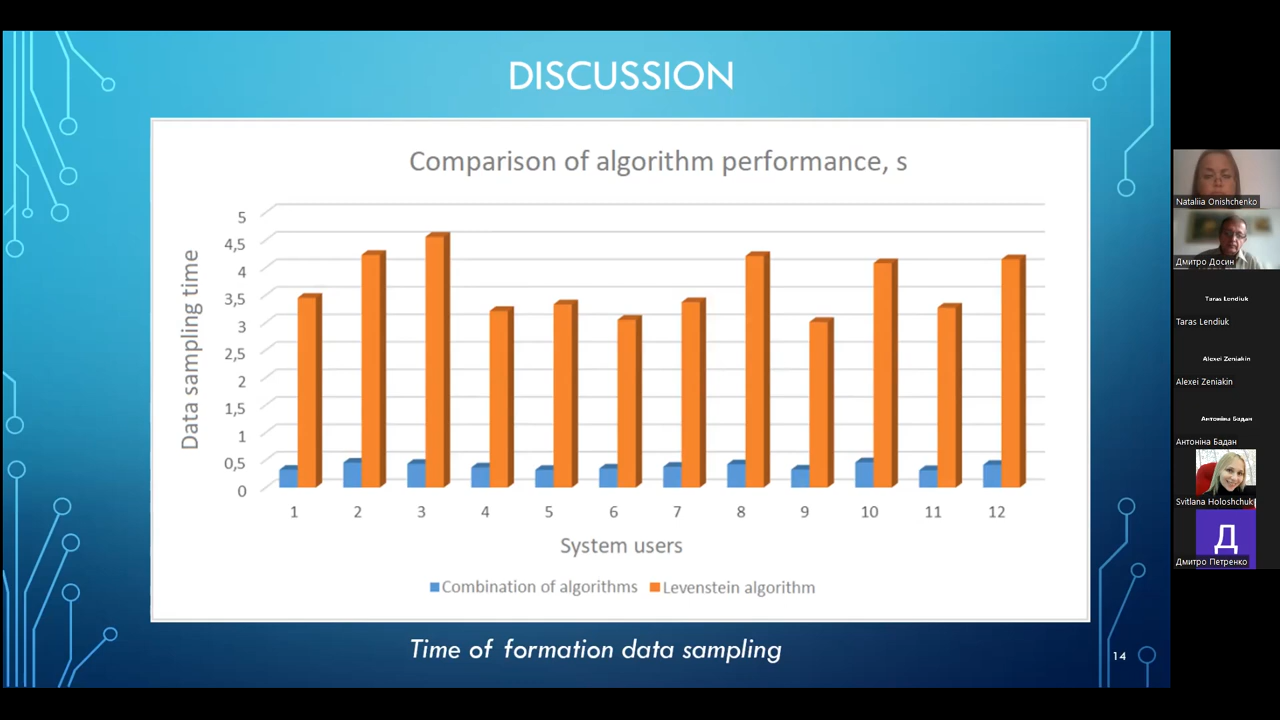 DISCUSSION
Comparison of algorithm performance, s
Data sampling time
5
4,5
4
3,5
3
2,5
2
1,5
1
0,5
0
1 2 3 4 5 6 7 8 9 10 11 12
System users
Combination of algorithms Levenstein algorithm
Time of formation data sampling
14
Nataliia Onishchenko
Дмитро Досин
Taras Lendiuk
Taras Lendiuk
Alexei Zeniakin
Alexei Zeniakin
Антоніна Бадан
Антоніна Бадан
Svitlana Holoshchuk
Д
Дмитро Петренко